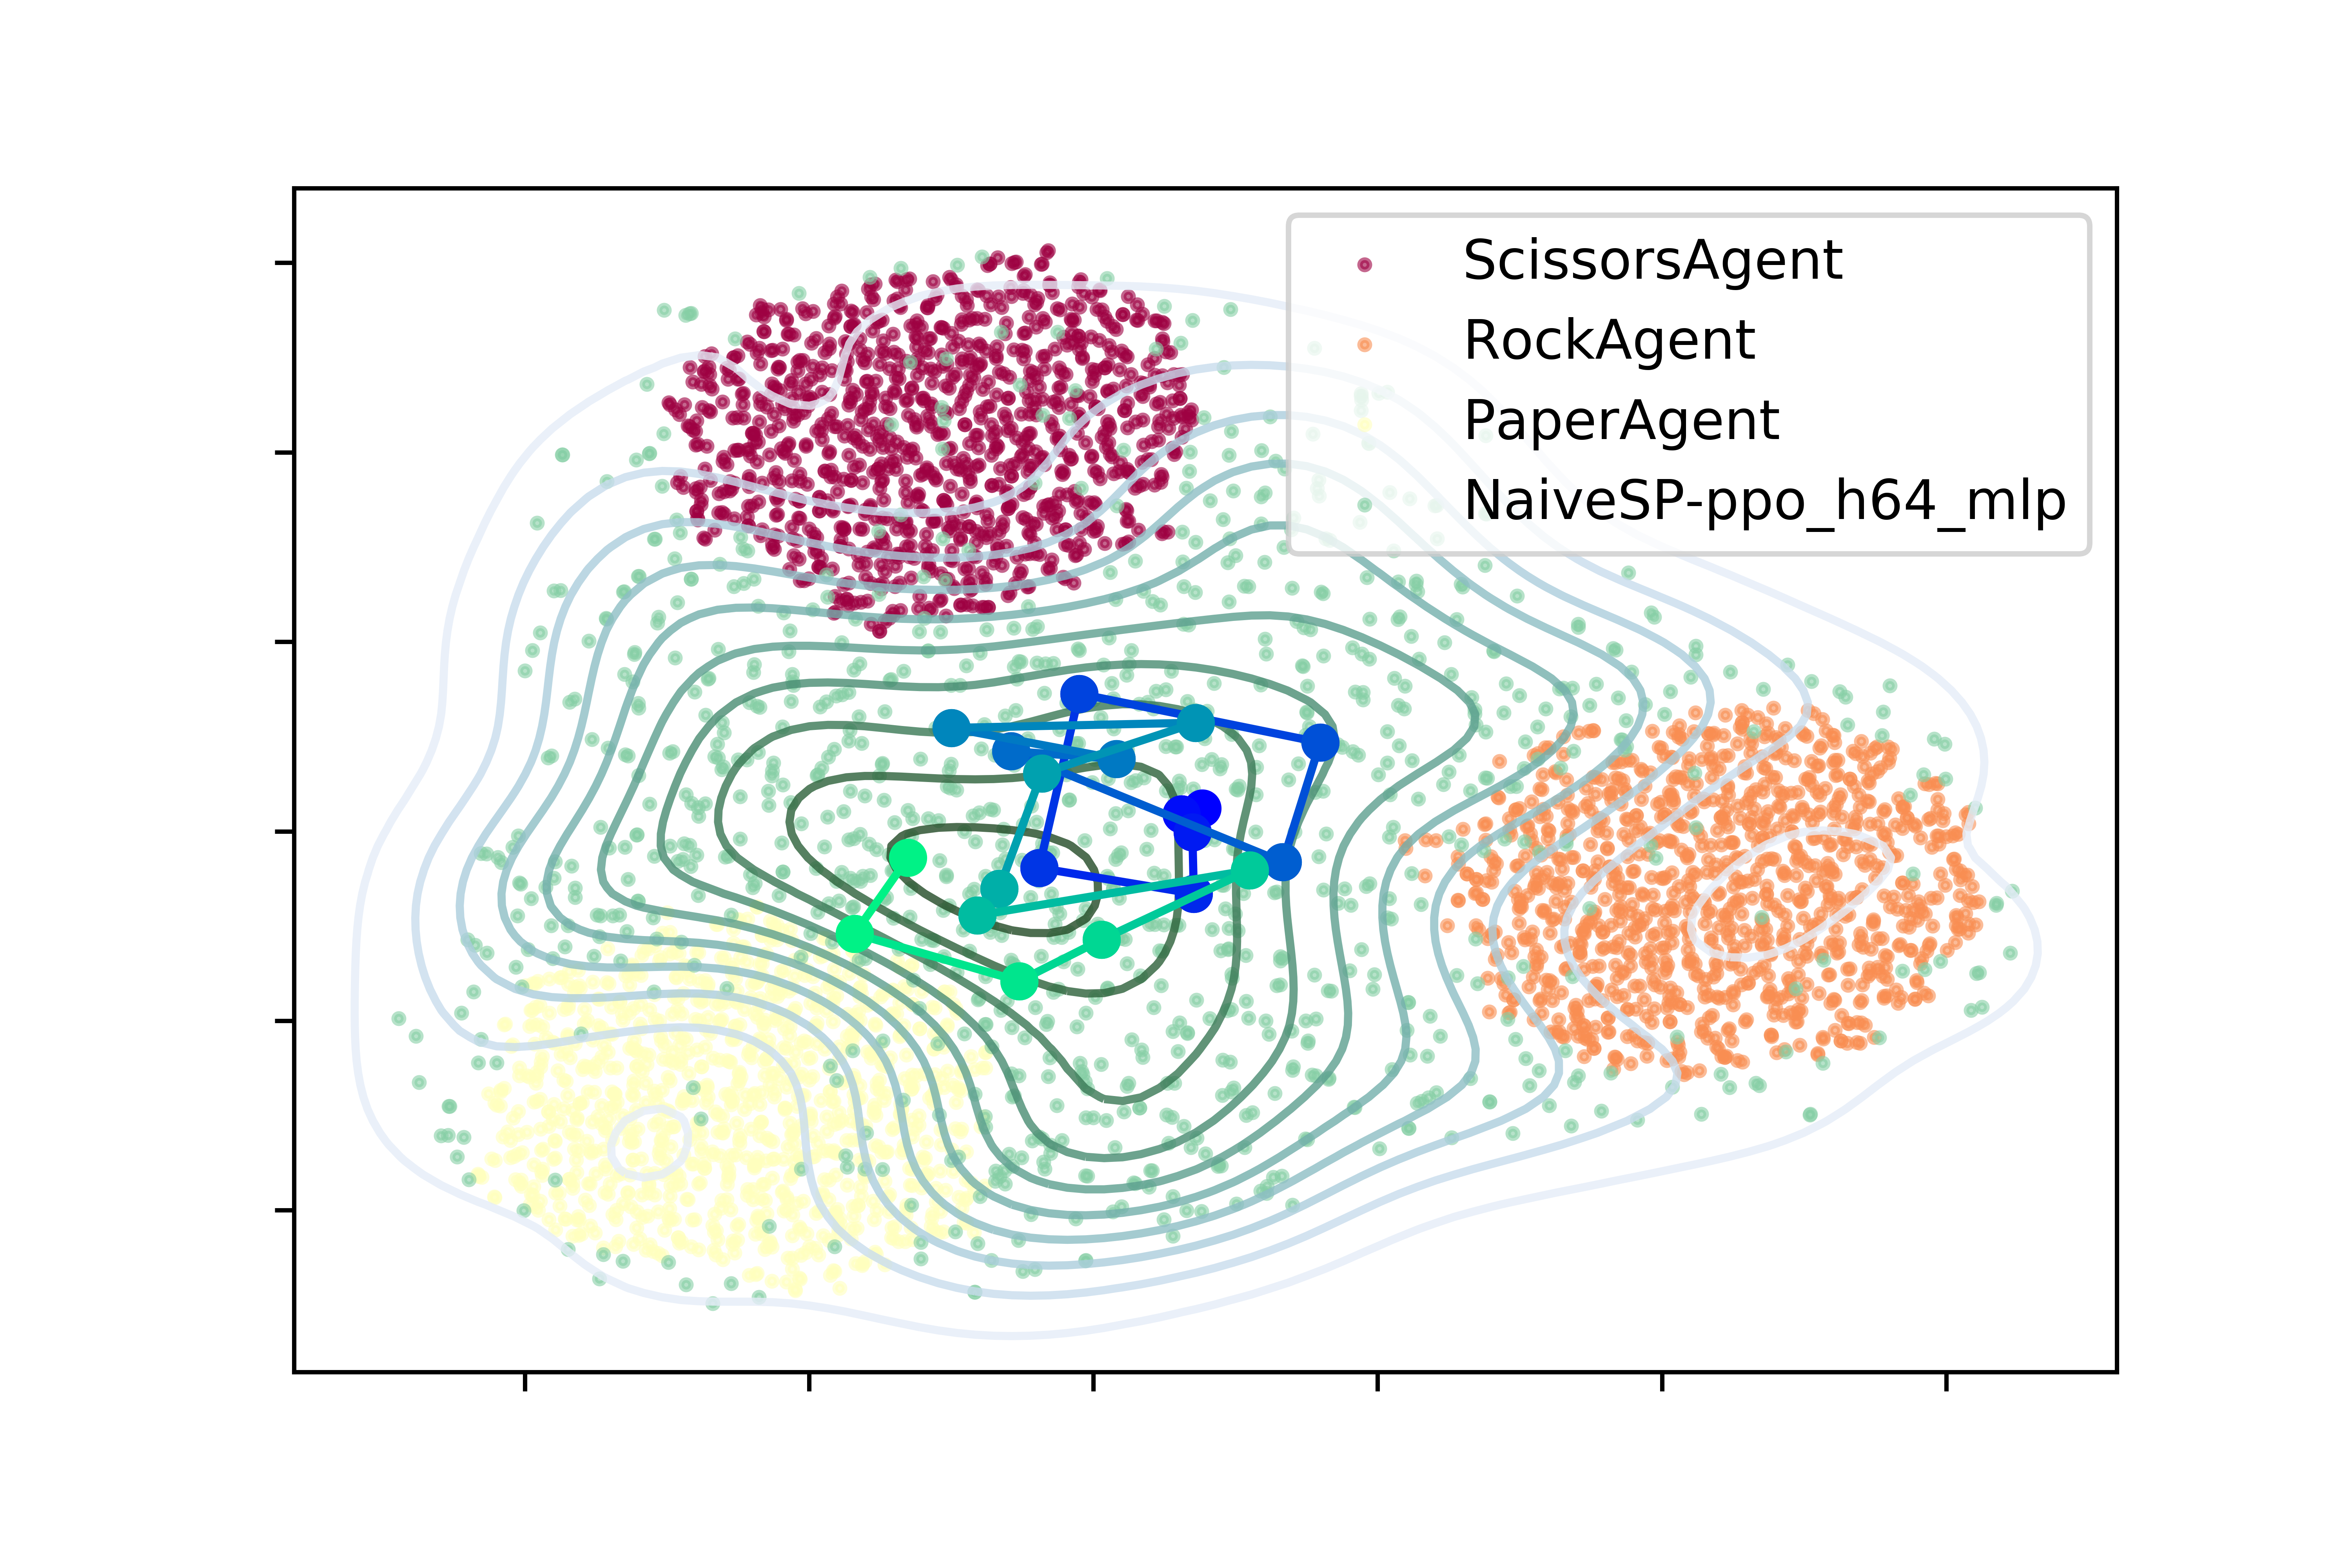 ScissorsAgent
RockAgent
PaperAgent
NaiveSP-ppo_h64_mlp